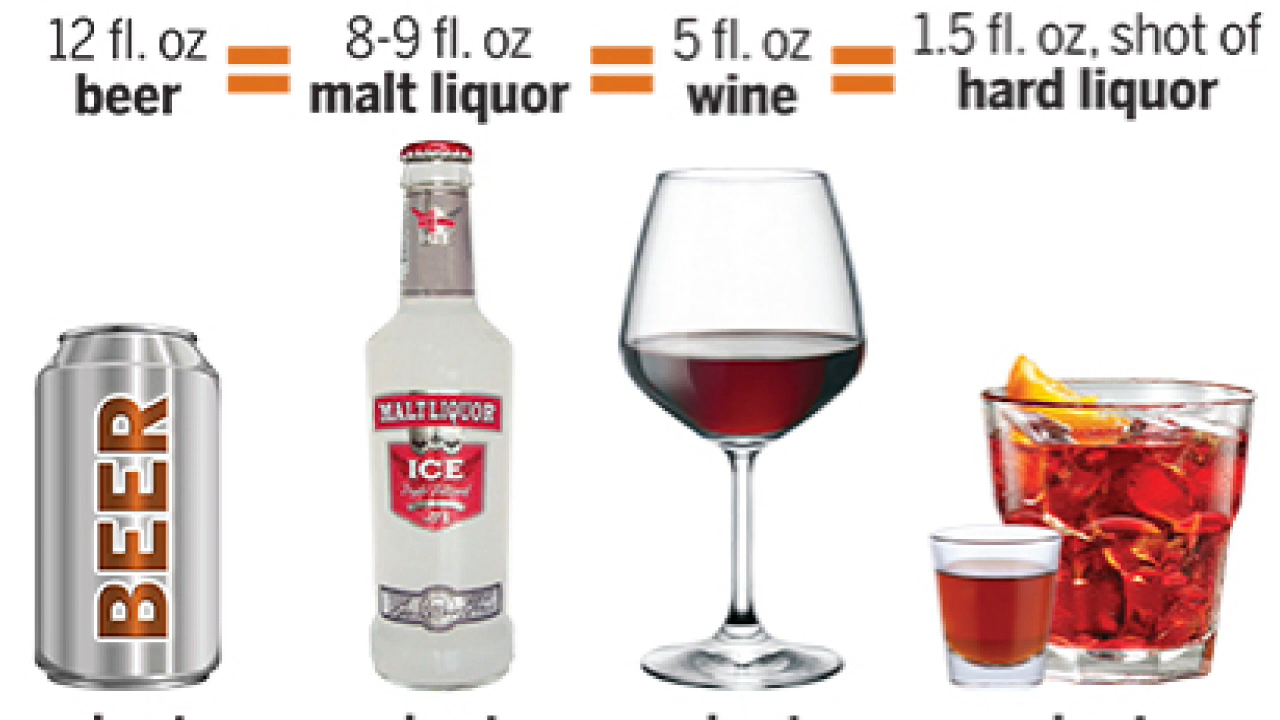 12 fl. oz
beer
8-9 fl. oz
malt liquor
5 fl. oz
wine
1.5 fl. oz, shot of
hard liquor
BEER
MALT LIQUOR
ICE